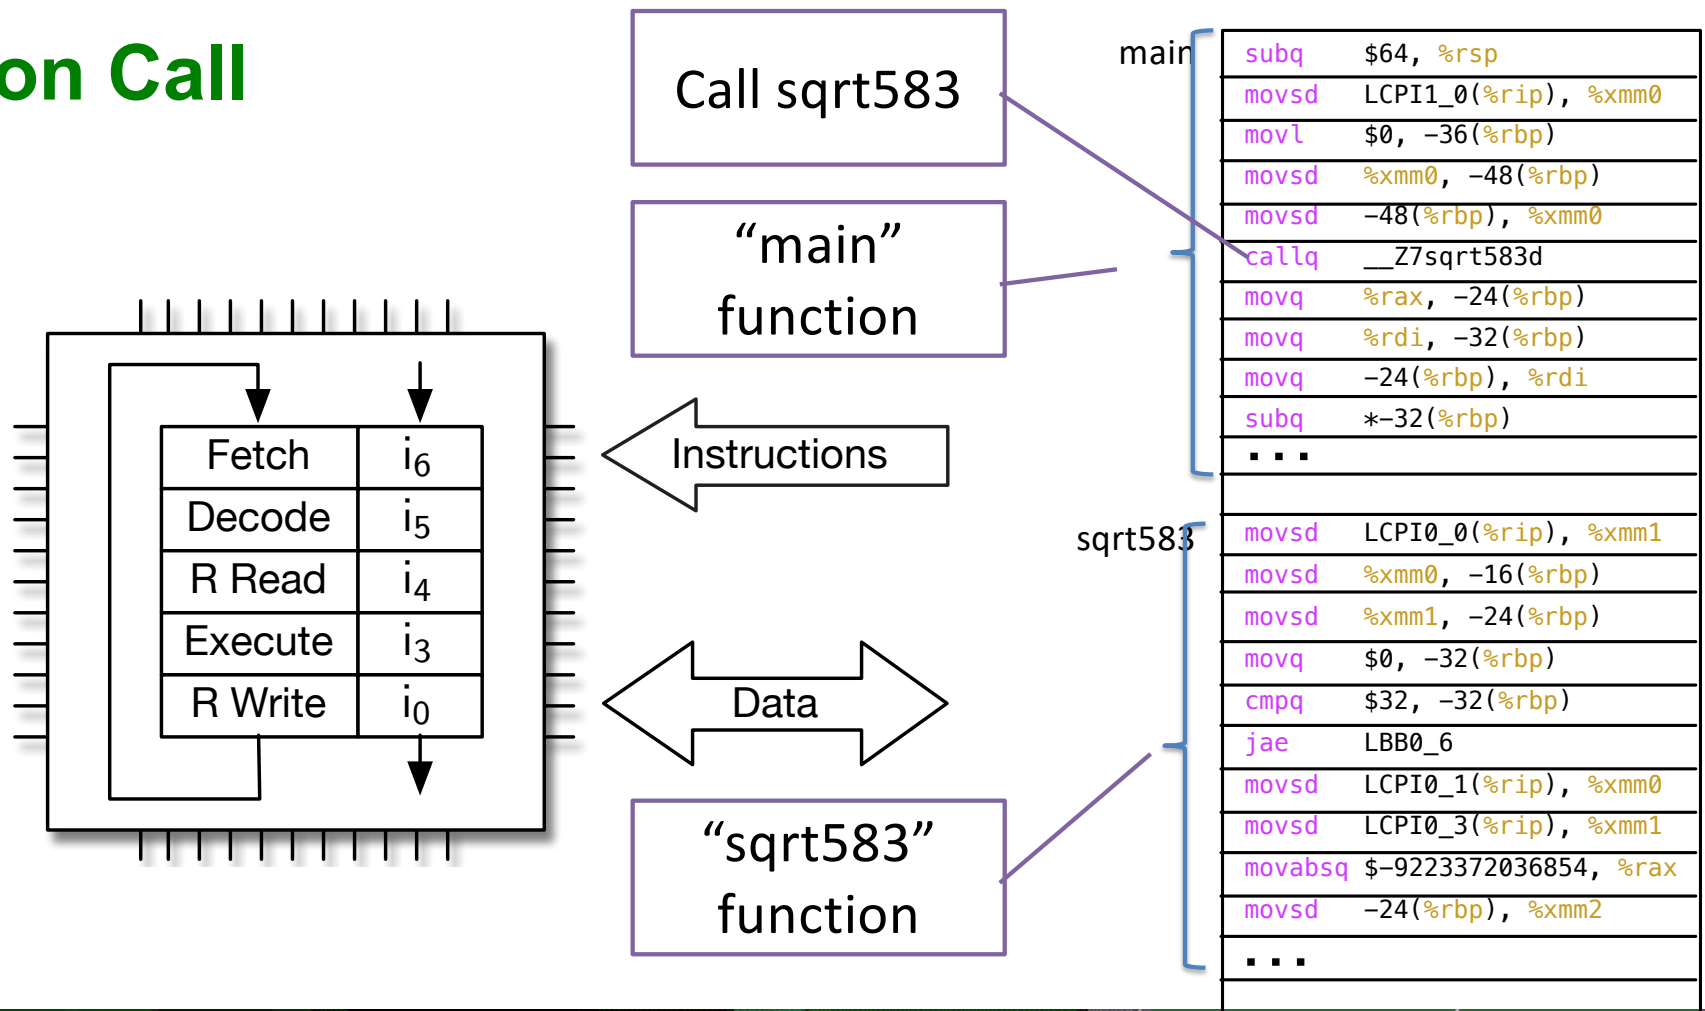 on Call
Call sqrt583
“main”
function
Instructions
Data
“sqrt583”
function
Fetch i6
Decode i5
R Read i4
Execute i3
R Write i0
main
subq $64, %rsp
movsd LCPI1_0(%rip), %xmm0
movl $0, −36(%rbp)
movsd %xmm0, −48(%rbp)
movsd −48(%rbp), %xmm0
callq __Z7sqrt583d
movq %rax, −24(%rbp)
movq %rdi, −32(%rbp)
movq −24(%rbp), %rdi
subq *−32(%rbp)
...
sqrt583
movsd LCPI0_0(%rip), %xmm1
movsd %xmm0, −16(%rbp)
movsd %xmm1, −24(%rbp)
movq $0, −32(%rbp)
cmpq $32, −32(%rbp)
jae LBB0_6
movsd LCPI0_1(%rip), %xmm0
movsd LCPI0_3(%rip), %xmm1
movabsq $−9223372036854, %rax
movsd −24(%rbp), %xmm2
...